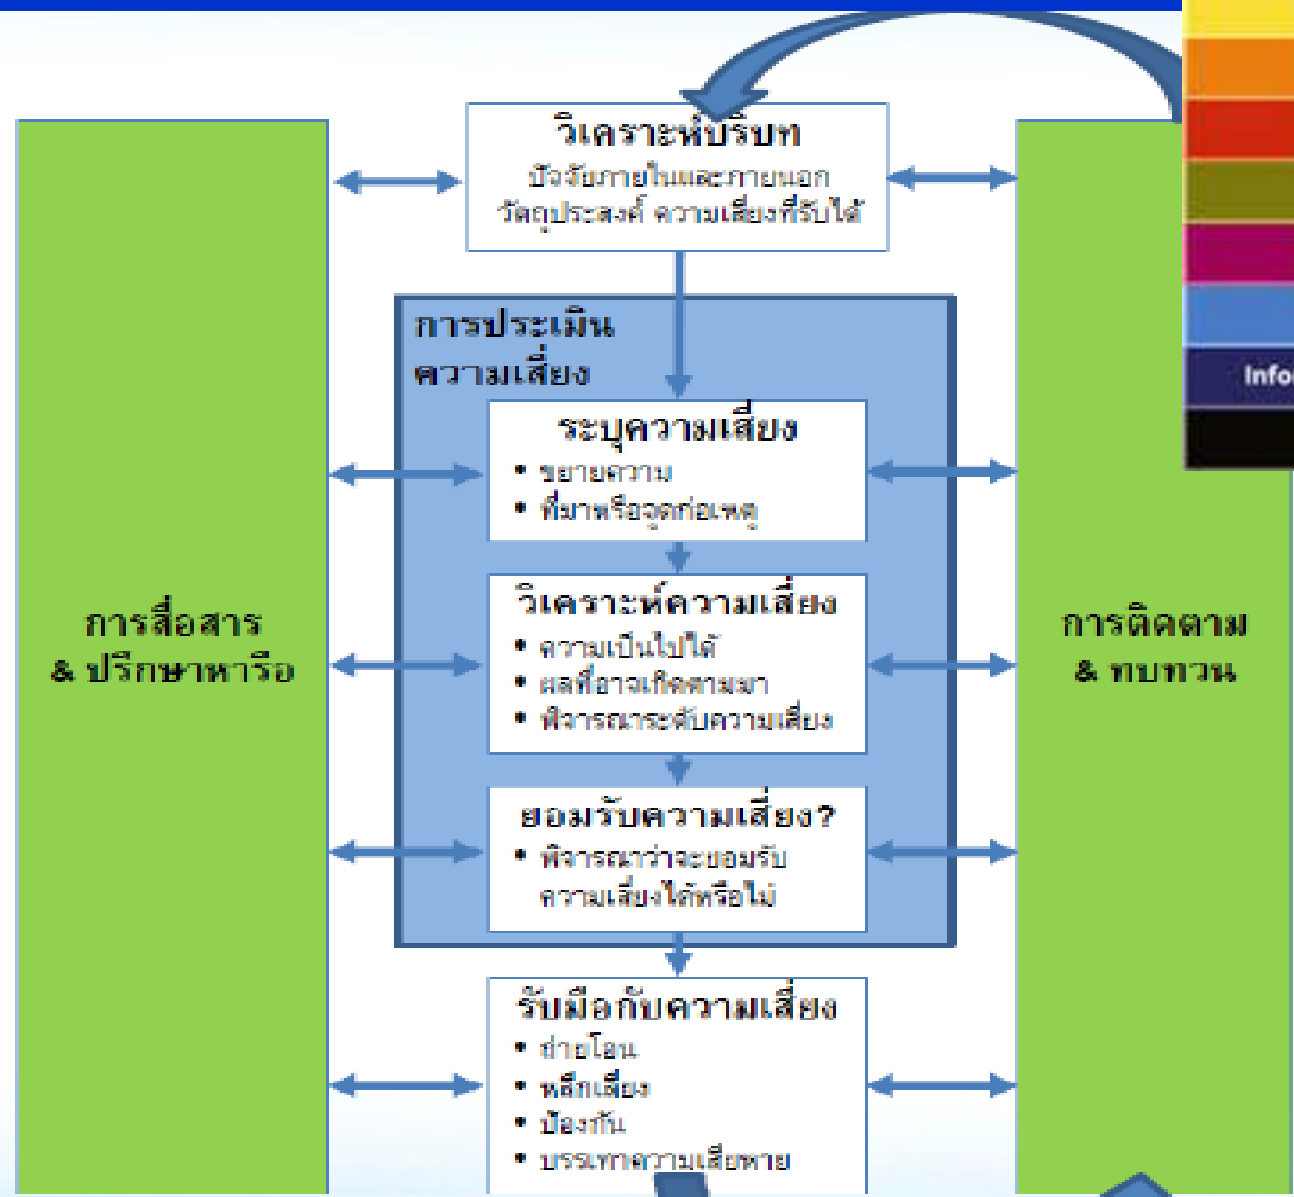 วิเคราะห์บริบท
ปัจจัยภายในและภายนอก
วัตถุประสงค์ ความเสี่ยงที่รับได้
การประเมิน
ความเสี่ยง
ระบุความเสี่ยง
• ขยายความ
• ที่มาหรือจุดก่อเหตุ
วิเคราะห์ความเสี่ยง
• ความเป็นไปได้
• ผลที่อาจเกิดตามมา
• พิจารณาระดับความเสี่ยง
ยอมรับความเสี่ยง?
• พิจารณาว่าจะยอมรับ
ความเสี่ยงได้หรือไม่
รับมือกับความเสี่ยง
• ถ่ายโอน
• หลีกเลี่ยง
• ป้องกัน
• บรรเทาความเสียหาย
การสื่อสาร
& ปรึกษาหารือ
การติดตาม
& ทบทวน
Info